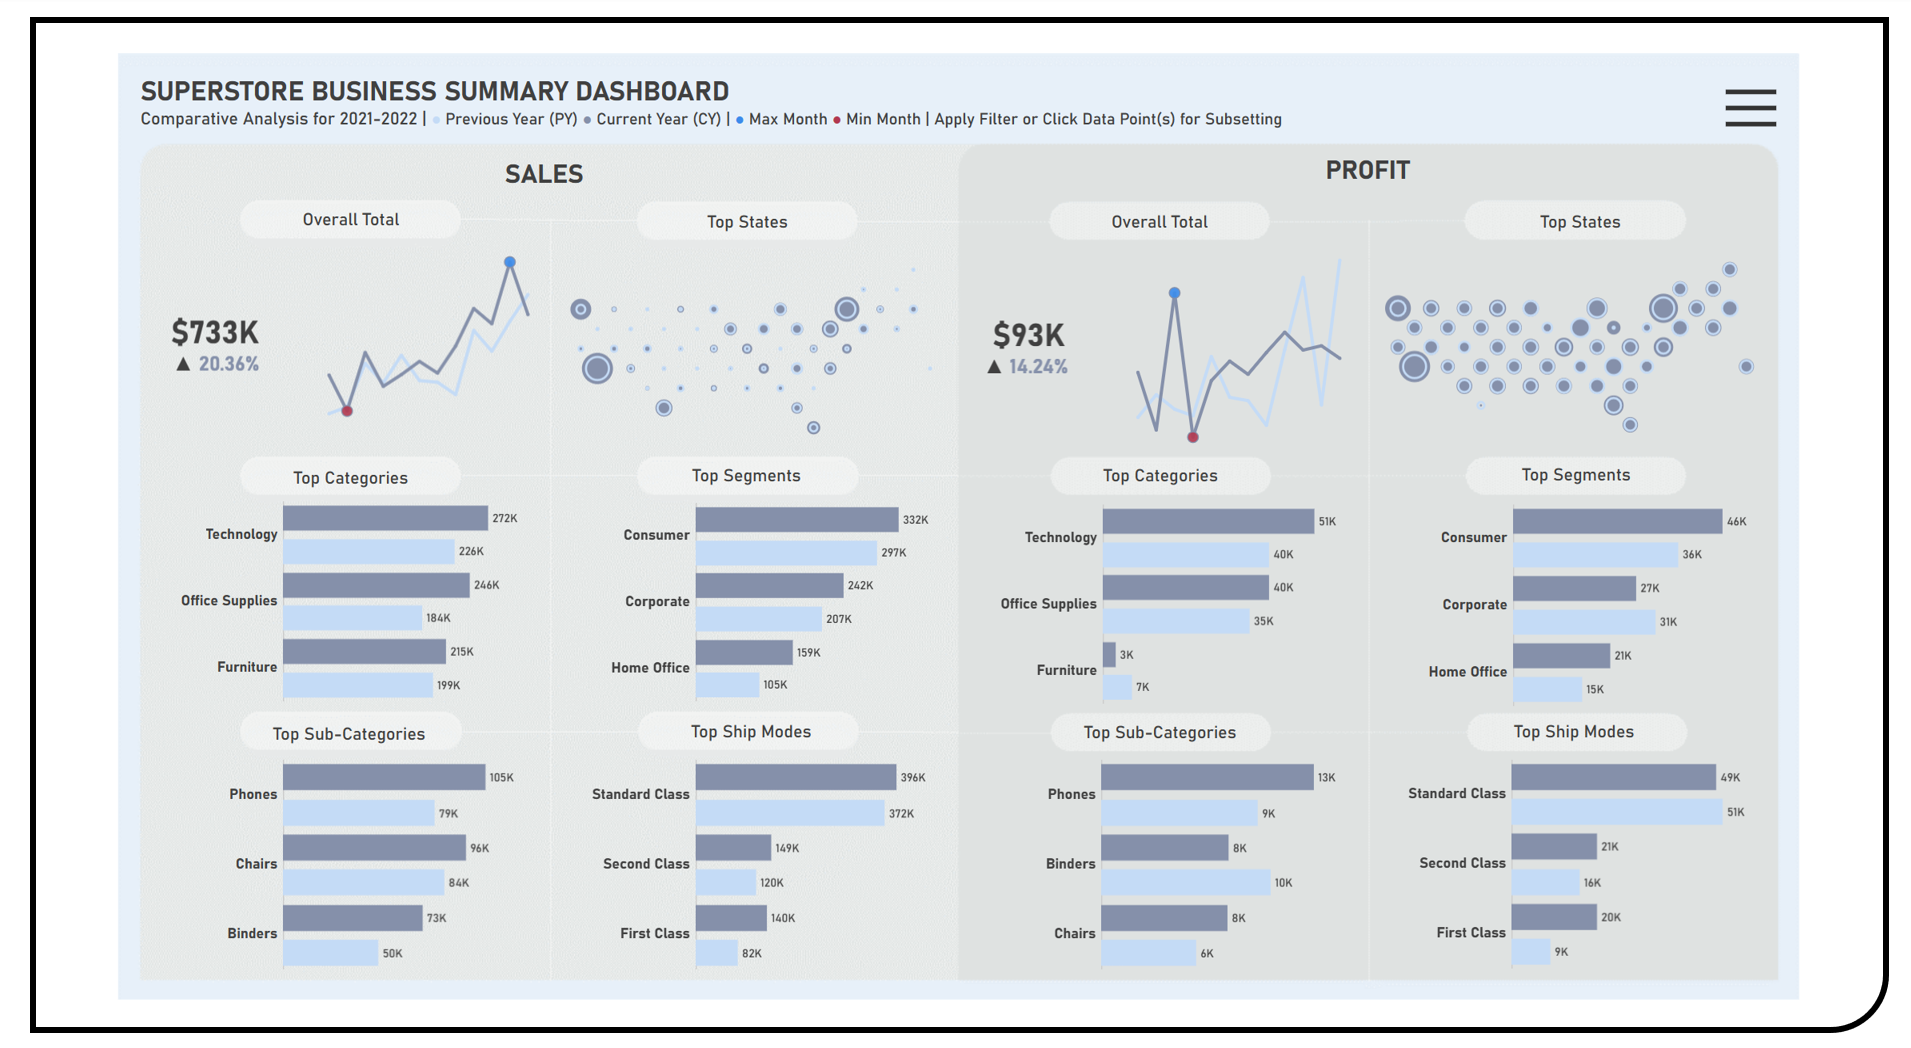 SUPERSTORE BUSINESS SUMMARY DASHBOARD
Comparative Analysis for 2021-2022 | Previous Year (PY) Current Year (CY) | Max Month Min Month | Apply Filter or Click Data Point(s) for Subsetting
SALES
Overall Total
$733K
▲ 20.36%
Top States
Top Categories
Technology
272K
226K
Office Supplies
246K
184K
Furniture
215K
199K
Top Segments
Consumer
332K
297K
Corporate
242K
207K
Home Office
159K
105K
Top Sub-Categories
Phones
105K
79K
Chairs
96K
84K
Binders
73K
50K
Top Ship Modes
Standard Class
396K
372K
Second Class
149K
120K
First Class
140K
82K
PROFIT
Overall Total
$93K
▲ 14.24%
Top States
Top Categories
Technology
51K
40K
Office Supplies
40K
35K
Furniture
3K
7K
Top Segments
Consumer
46K
36K
Corporate
27K
31K
Home Office
21K
15K
Top Sub-Categories
Phones
13K
9K
Binders
8K
10K
Chairs
8K
6K
Top Ship Modes
Standard Class
49K
51K
Second Class
21K
16K
First Class
20K
9K